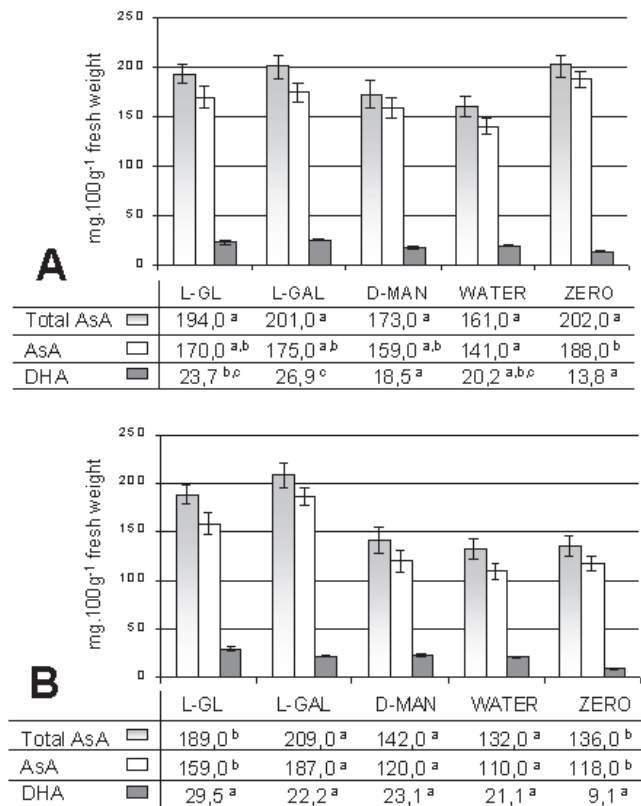 250
200
150
100
50
0
mg.100g⁻¹ fresh weight
A
L-GL L-GAL D-MAN WATER ZERO
Total AsA 194,0 ᵃ 201,0 ᵃ 173,0 ᵃ 161,0 ᵃ 202,0 ᵃ
AsA 170,0 ᵃ,ᵇ 175,0 ᵃ,ᵇ 159,0 ᵃ,ᵇ 141,0 ᵃ 188,0 ᵇ
DHA 23,7 ᵇ,ᶜ 26,9 ᶜ 18,5 ᵃ 20,2 ᵃ,ᵇ,ᶜ 13,8 ᵃ
250
200
150
100
50
0
mg.100g⁻¹ fresh weight
B
L-GL L-GAL D-MAN WATER ZERO
Total AsA 189,0 ᵇ 209,0 ᵃ 142,0 ᵃ 132,0 ᵃ 136,0 ᵇ
AsA 159,0 ᵇ 187,0 ᵃ 120,0 ᵃ 110,0 ᵃ 118,0 ᵇ
DHA 29,5 ᵃ 22,2 ᵃ 23,1 ᵃ 21,1 ᵃ 9,1 ᵃ